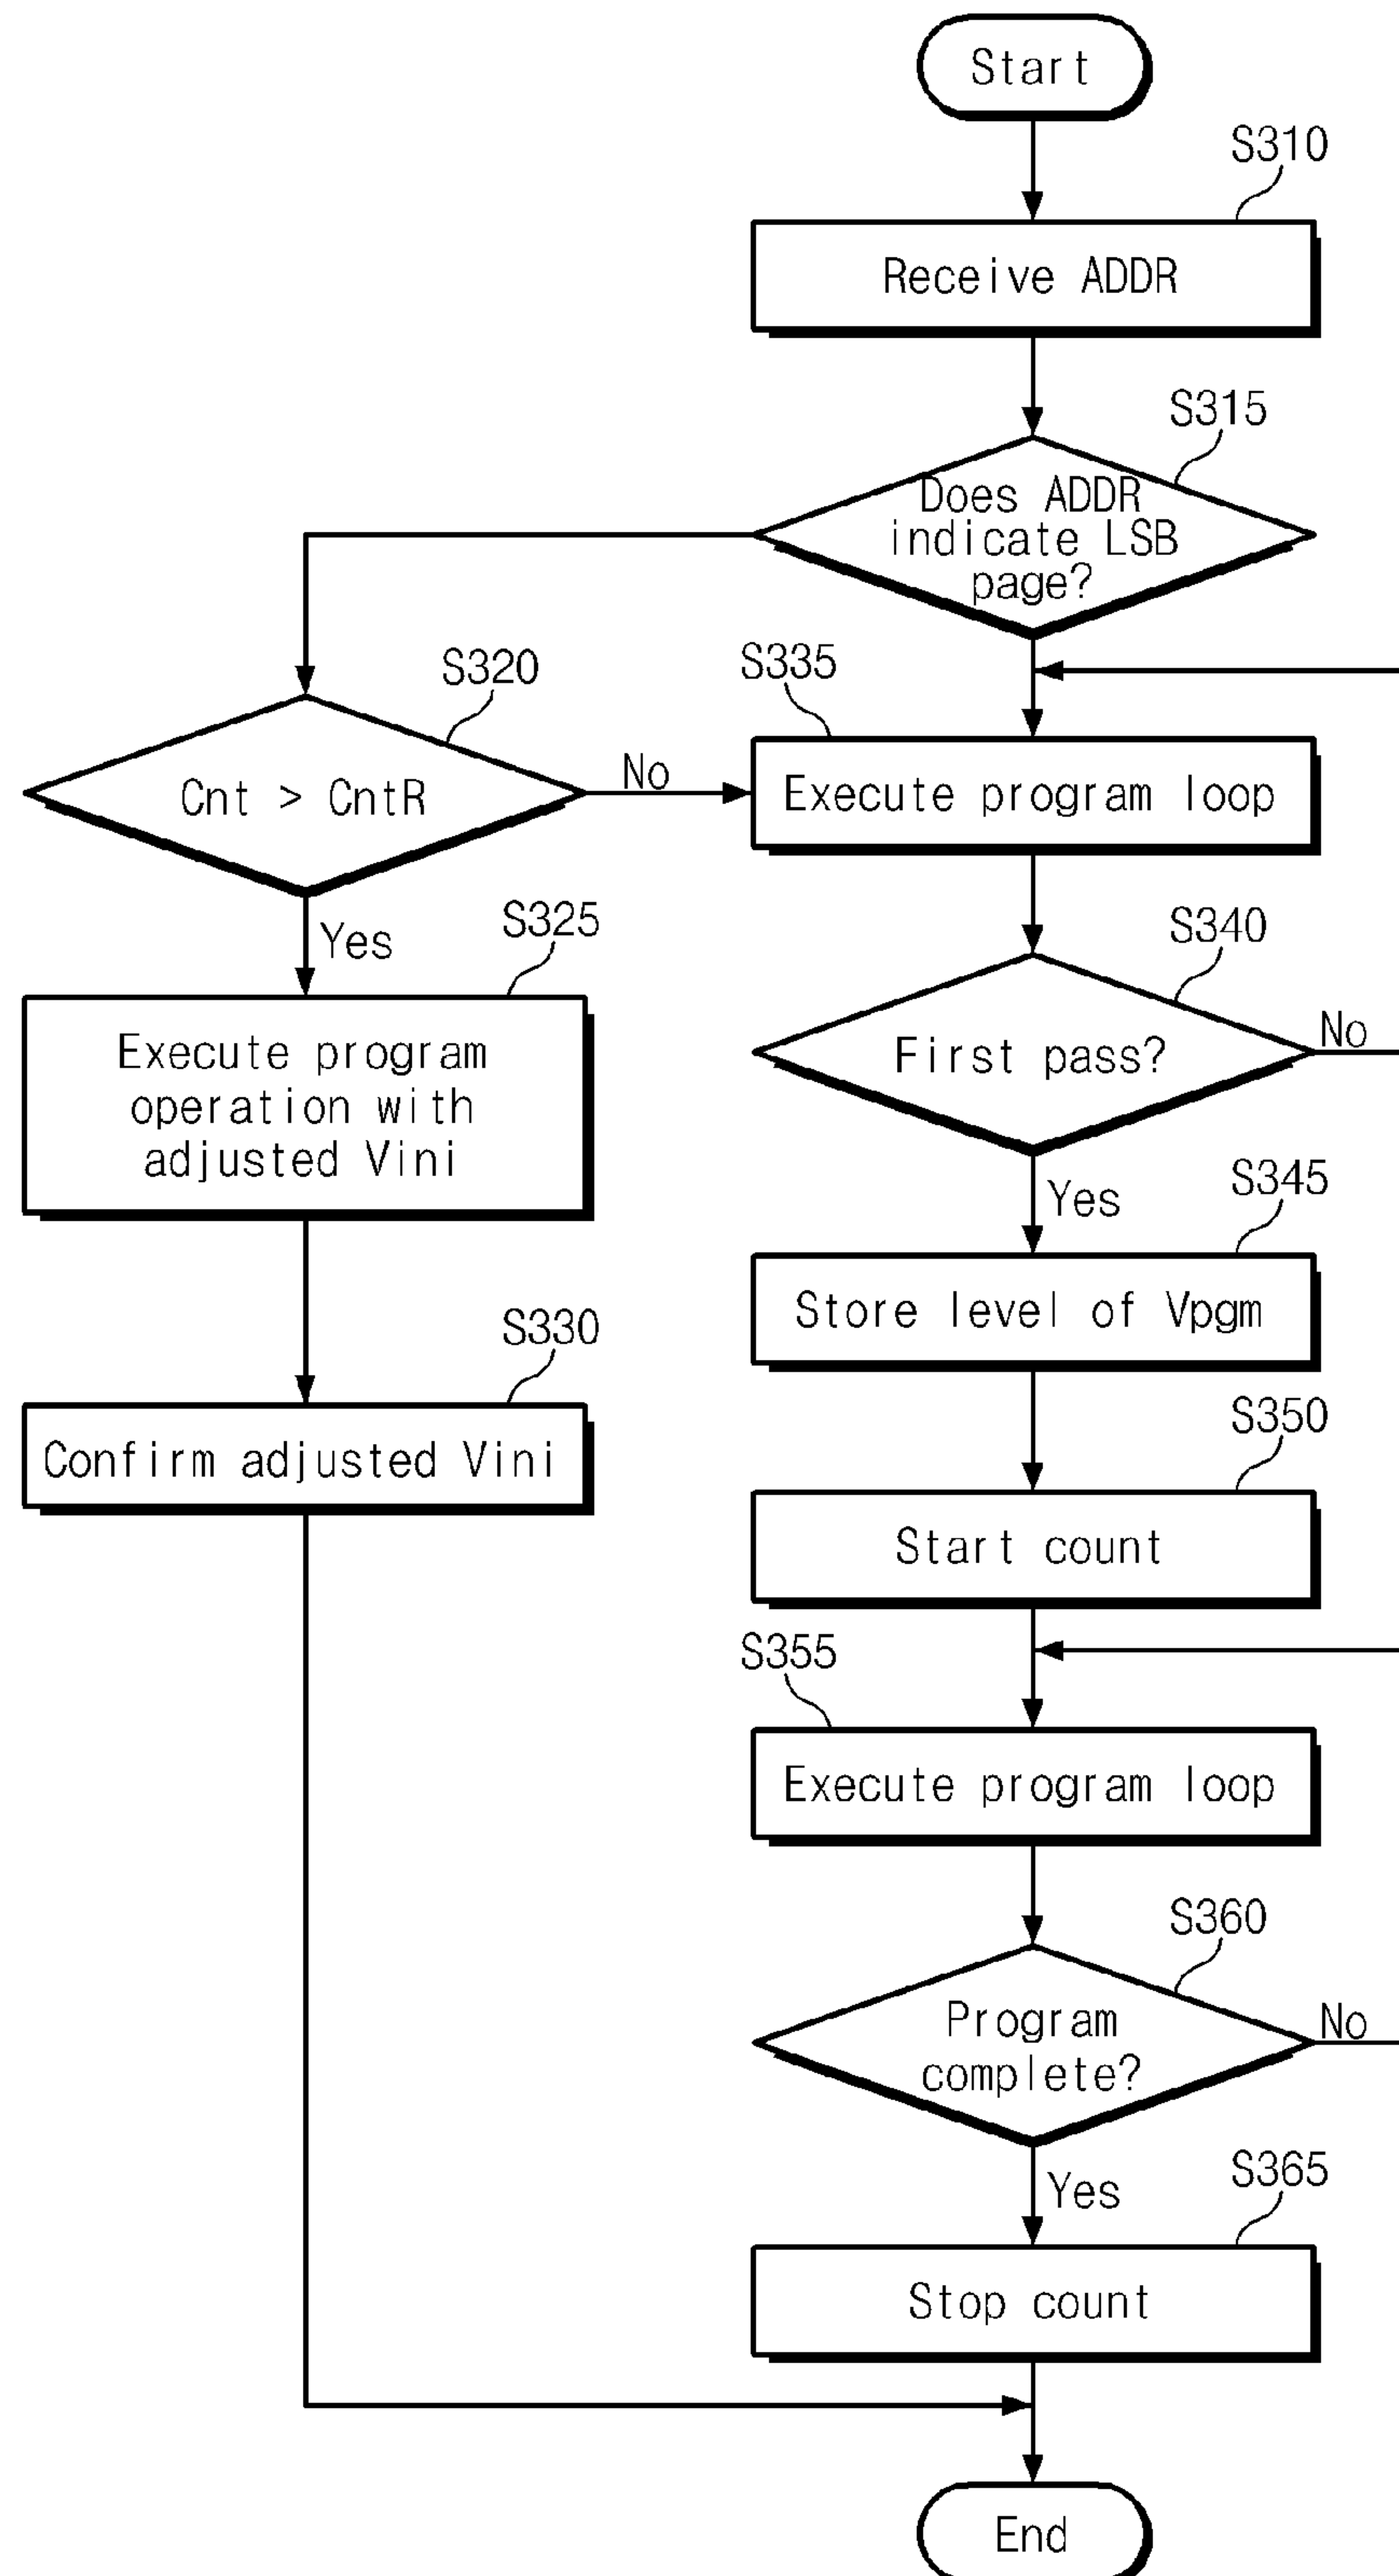 Start
S310
Receive ADDR
S315
Does ADDR
indicate LSB
page?
S320
Cnt > CntR
No
Yes
S325
Execute program
operation with
adjusted Vini
S330
Confirm adjusted Vini
S335
Execute program loop
S340
First pass?
No
Yes
S345
Store level of Vpgm
S350
Start count
S355
Execute program loop
S360
Program
complete?
No
Yes
S365
Stop count
End